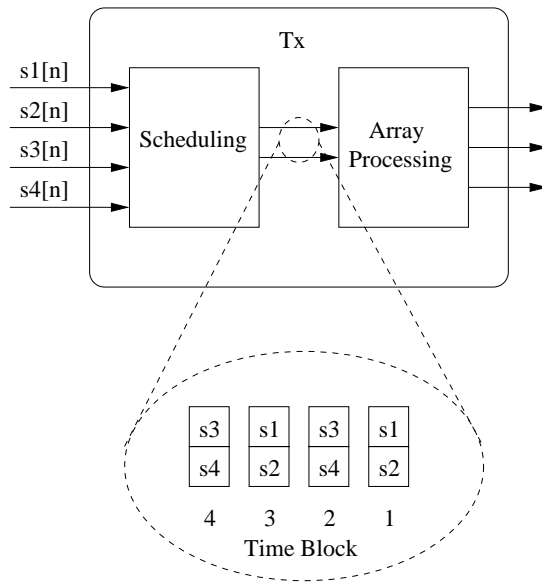 Tx
s1[n]
s2[n]
s3[n]
s4[n]
Scheduling
Array
Processing
s3 s1 s3 s1
s4 s2 s4 s2
4 3 2 1
Time Block